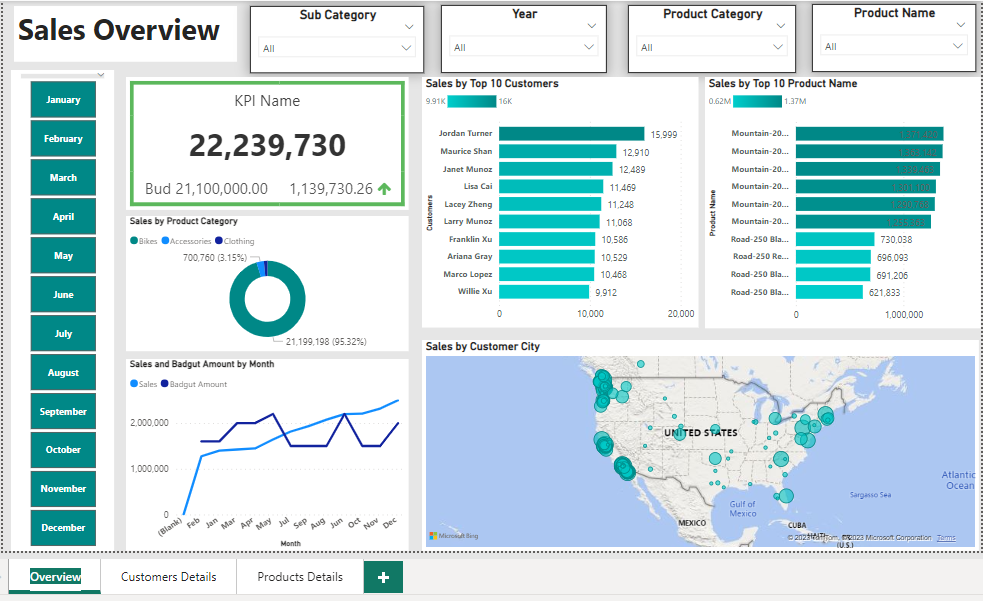 Sales Overview
Sub Category
All
Year
All
Product Category
All
Product Name
All
January
February
March
April
May
June
July
August
September
October
November
December
KPI Name
22,239,730
Bud 21,100,000.00 1,139,730.26
Sales by Product Category
Bikes Accessories Clothing
700,760 (3.15%)
21,199,198 (95.32%)
Sales and Badgut Amount by Month
Sales Badgut Amount
2,000,000
1,000,000
0
(Blank) Feb Jan Mar Apr May Jul Sep Aug Jun Oct Nov Dec
Month
Sales by Top 10 Customers
9.91K 16K
Customers
Jordan Turner 15,999
Maurice Shan 12,910
Janet Munoz 12,489
Lisa Cai 11,469
Lacey Zheng 11,248
Larry Munoz 11,068
Franklin Xu 10,586
Ariana Gray 10,529
Marco Lopez 10,468
Willie Xu 9,912
0 10,000 20,000
Sales by Top 10 Product Name
0.62M 1.37M
Product Name
Mountain-20...
Mountain-20...
Mountain-20...
Mountain-20...
Mountain-20...
Mountain-20...
Road-250 Bla... 730,038
Road-250 Re... 696,093
Road-250 Bla... 691,206
Road-250 Bla... 621,833
0 1,000,000
Sales by Customer City
UNITED STATES
Atlantic
Ocean
Sargasso Sea
Gulf of
Mexico
MEXICO
CUBA
(U.S.)
Microsoft Bing
2023 Microsoft Corporation Terms
Overview
Customers Details
Products Details
+